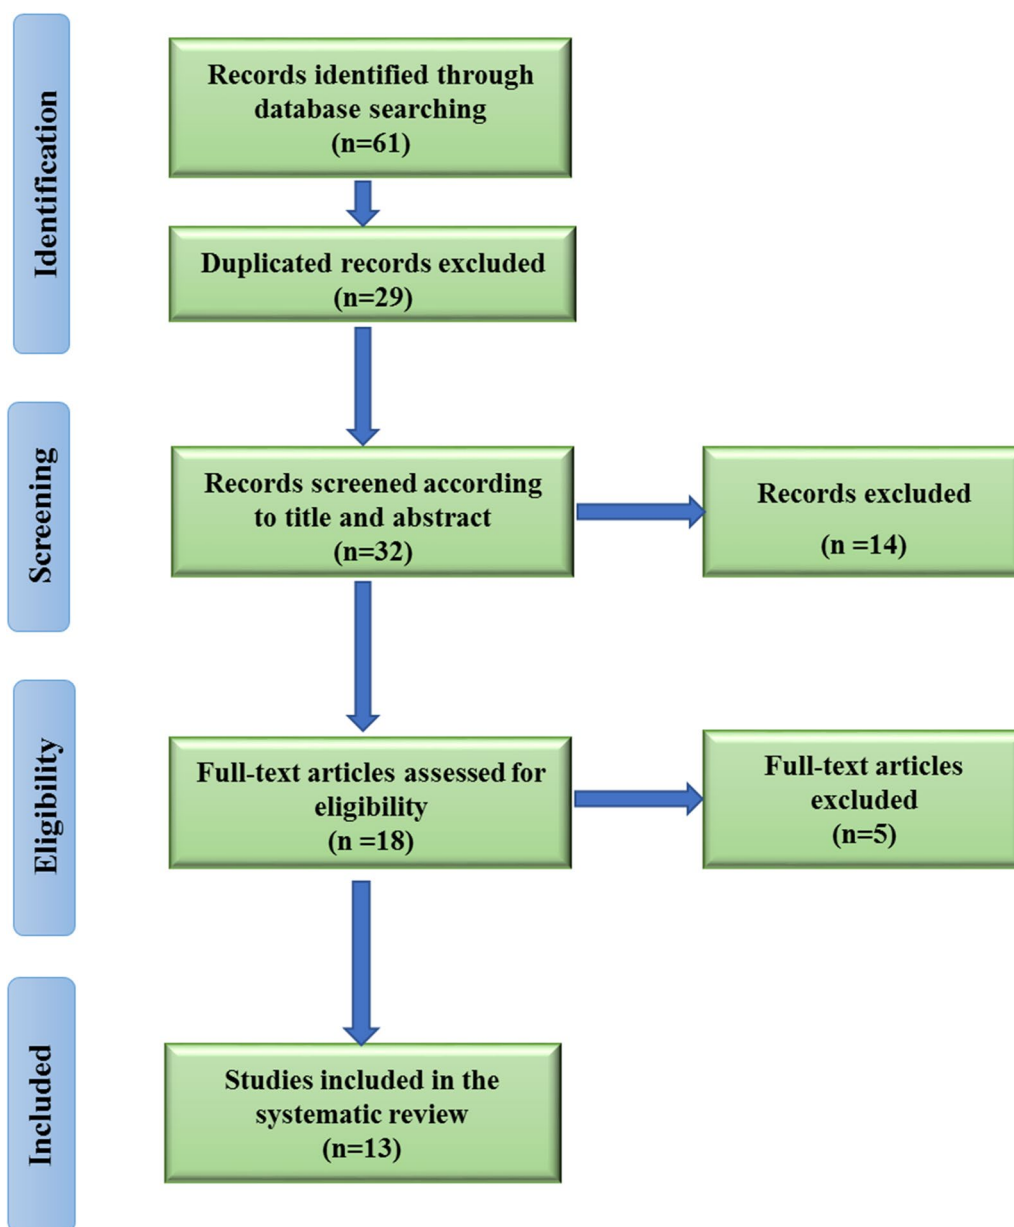 Identification
Records identified through
database searching
(n=61)
Duplicated records excluded
(n=29)
Screening
Records screened according
to title and abstract
(n=32)
Records excluded
(n =14)
Eligibility
Full-text articles assessed for
eligibility
(n =18)
Full-text articles
excluded
(n=5)
Included
Studies included in the
systematic review
(n=13)